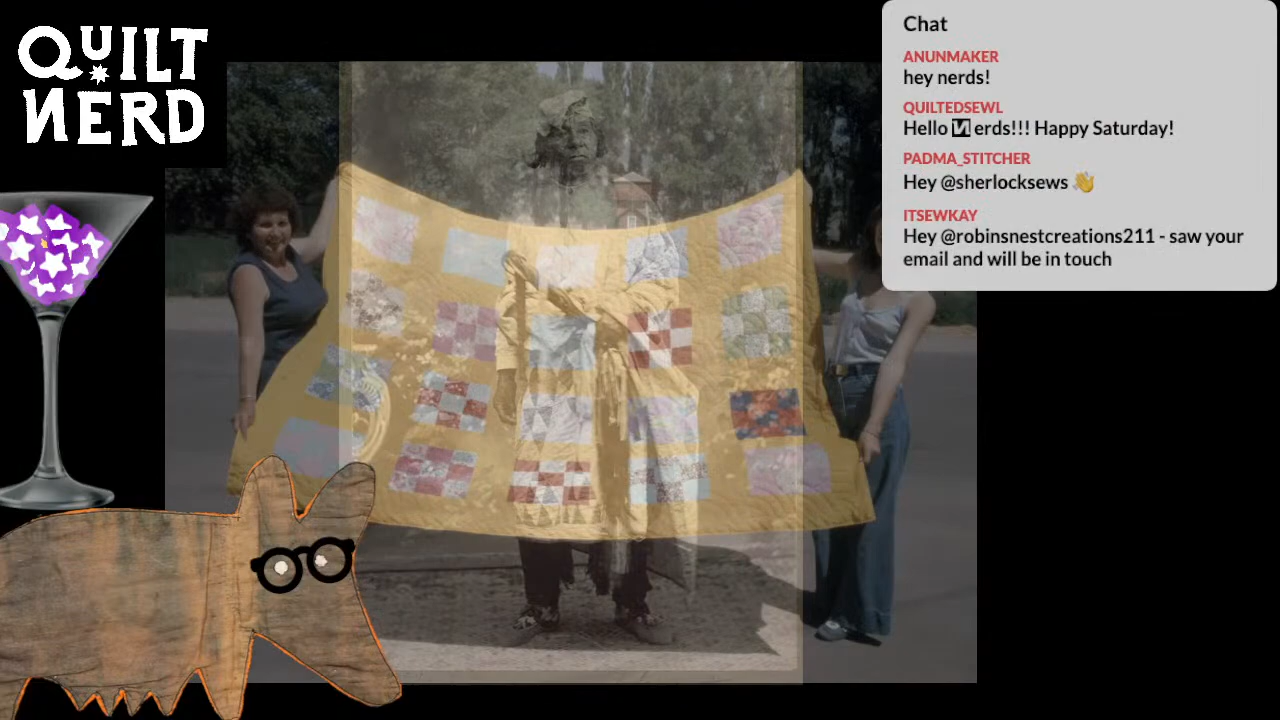 QUILT
NERD
Chat
ANUNMAKER
hey nerds!
QUILTEDSEWL
Hello N erds!!! Happy Saturday!
PADMA_STITCHER
Hey @sherlocksews 👋
ITSEWKAY
Hey @robinsnestcreations211 - saw your
email and will be in touch